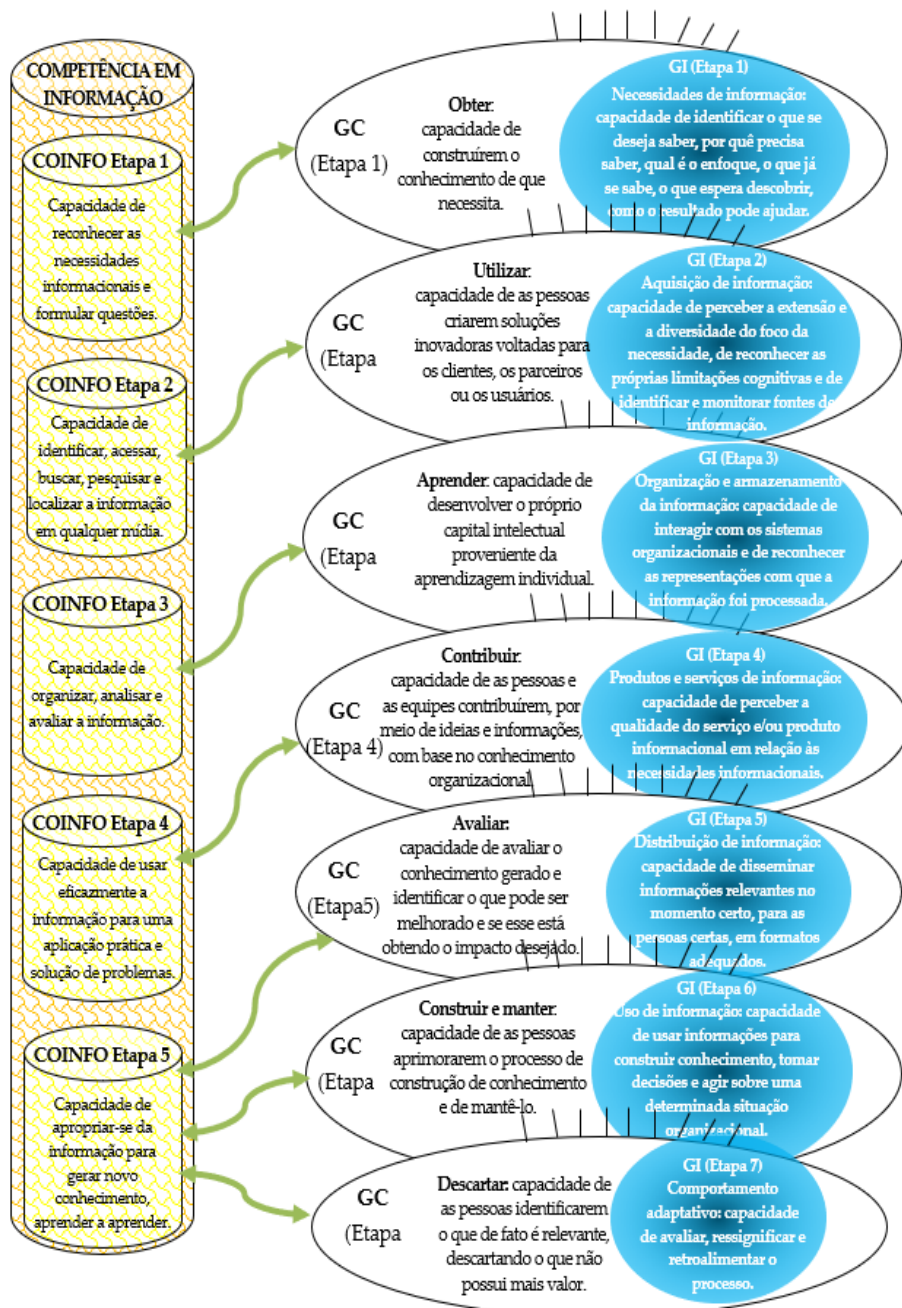 COMPETÊNCIA EM
INFORMAÇÃO
COINFO Etapa 1
Capacidade de
reconhecer as
necessidades
informacionais e
formular questões.
COINFO Etapa 2
Capacidade de
identificar, acessar,
buscar, pesquisar e
localizar a informação
em qualquer mídia.
COINFO Etapa 3
Capacidade de
organizar, analisar e
avaliar a informação.
COINFO Etapa 4
Capacidade de usar
eficazmente a
informação para uma
aplicação prática e
solução de problemas.
COINFO Etapa 5
Capacidade de
apropriar-se da
informação para
gerar novo
conhecimento,
aprender a aprender.
GC
(Etapa 1)
Obter:
capacidade de
construírem o
conhecimento de que
necessita.
GI (Etapa 1)
Necessidades de informação:
capacidade de identificar o que se
deseja saber, por quê precisa
saber, qual é o enfoque, o que já
se sabe, o que espera descobrir,
como o resultado pode ajudar.
GC
(Etapa
Utilizar:
capacidade de as pessoas
criarem soluções
inovadoras voltadas para
os clientes, os parceiros
ou os usuários.
GI (Etapa 2)
Aquisição de informação:
capacidade de perceber a extensão e
a diversidade do foco da
necessidade, de reconhecer as
próprias limitações cognitivas e de
identificar e monitorar fontes de
informação.
GC
(Etapa
Aprender: capacidade de
desenvolver o próprio
capital intelectual
proveniente da
aprendizagem individual.
GI (Etapa 3)
Organização e armazenamento
da informação: capacidade de
interagir com os sistemas
organizacionais e de reconhecer
as representações com que a
informação foi processada.
GC
(Etapa 4)
Contribuir:
capacidade de as pessoas e
as equipes contribuírem, por
meio de ideias e informações,
com base no conhecimento
organizacional
GI (Etapa 4)
Produtos e serviços de informação:
capacidade de perceber a
qualidade do serviço e/ou produto
informacional em relação às
necessidades informacionais.
GC
(Etapa5)
Avaliar:
capacidade de avaliar o
conhecimento gerado e
identificar o que pode ser
melhorado e se esse está
obtendo o impacto desejado.
GI (Etapa 5)
Distribuição de informação:
capacidade de disseminar
informações relevantes no
momento certo, para as
pessoas certas, em formatos
adequados.
GC
(Etapa
Construir e manter:
capacidade de as pessoas
aprimorarem o processo de
construção de conhecimento
e de mantê-lo.
GI (Etapa 6)
Uso de informação: capacidade
de usar informações para
construir conhecimento, tomar
decisões e agir sobre uma
determinada situação
organizacional.
GC
(Etapa
Descartar: capacidade de
as pessoas identificarem
o que de fato é relevante,
descartando o que não
possui mais valor.
GI (Etapa 7)
Comportamento
adaptativo: capacidade
de avaliar, ressignificar e
retroalimentar o
processo.